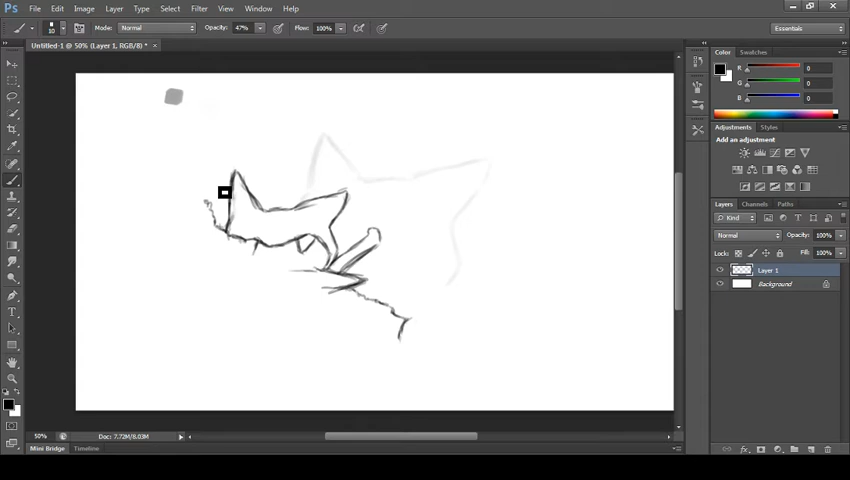 Ps File Edit Image Layer Type Select Filter View Window Help
10 Mode: Normal Opacity: 47% Flow: 100% Essentials
Untitled-1 @ 50% (Layer 1, RGB/8) * ×
Color Swatches
R 0
G 0
B 0
Adjustments Styles
Add an adjustment
Layers Channels Paths
Kind
Normal Opacity: 100%
Lock: Fill: 100%
Layer 1
Background
50% Doc: 7.72M/8.03M
Mini Bridge Timeline